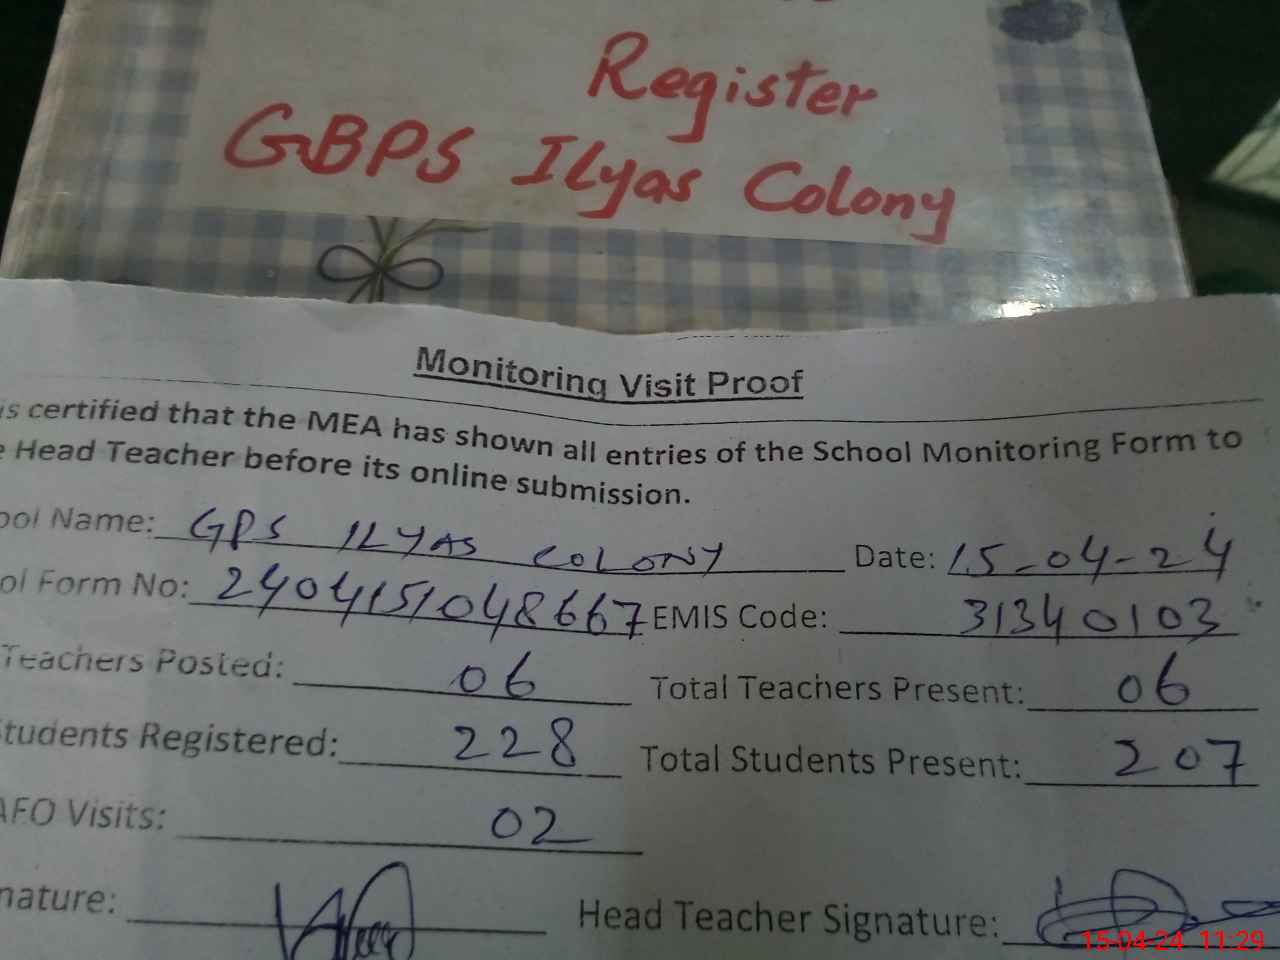 Register
GBPS Ilyas Colony
Monitoring Visit Proof
is certified that the MEA has shown all entries of the School Monitoring Form to
e Head Teacher before its online submission.
ool Name: GPS ILYAS COLONY Date: 15-04-24
ol Form No: 2404151048667 EMIS Code: 31340103
Teachers Posted: 06 Total Teachers Present: 06
Students Registered: 228 Total Students Present: 207
AFO Visits: 02
nature: Head Teacher Signature:
15-04-24 11:29